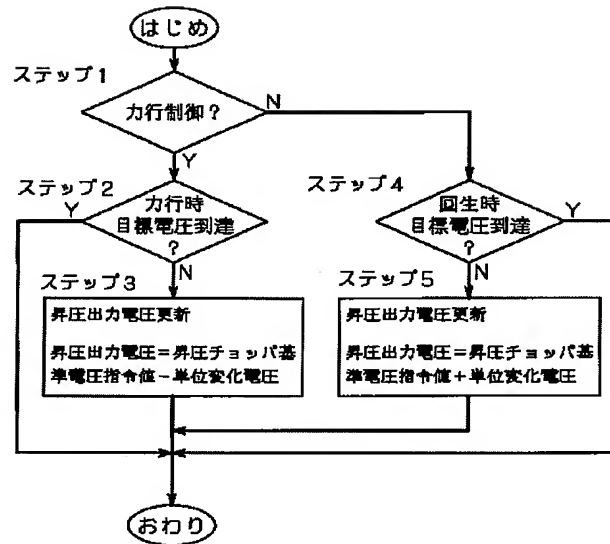 はじめ
ステップ1
力行制御?
N
Y
ステップ2
Y
力行時
目標電圧到達
?
N
ステップ3
昇圧出力電圧更新
昇圧出力電圧=昇圧チョッパ基
準電圧指令値-単位変化電圧
ステップ4
回生時
目標電圧到達
?
Y
N
ステップ5
昇圧出力電圧更新
昇圧出力電圧=昇圧チョッパ基
準電圧指令値+単位変化電圧
おわり